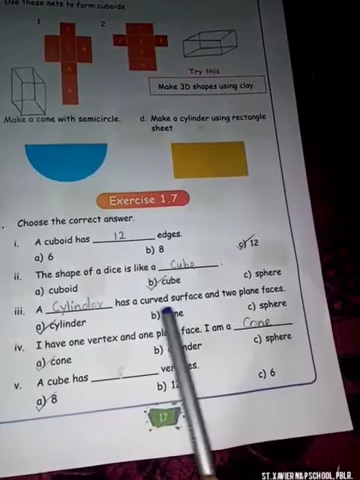 Use these nets to form cuboids
1 2
Try this
Make 3D shapes using clay
Make a cone with semicircle. d. Make a cylinder using rectangle
sheet
Exercise 1.7
Choose the correct answer.
i. A cuboid has 12 edges.
a) 6 b) 8 c) 12
ii. The shape of a dice is like a Cube.
a) cuboid b) cube c) sphere
iii. A Cylinder has a curved surface and two plane faces.
a) cylinder b) c) sphere
iv. I have one vertex and one face. I am a Cone
a) cone b) c) sphere
v. A cube has 8
a) 8 b) c) 6
17
ST.XAVIER N&P SCHOOL, PBLR.